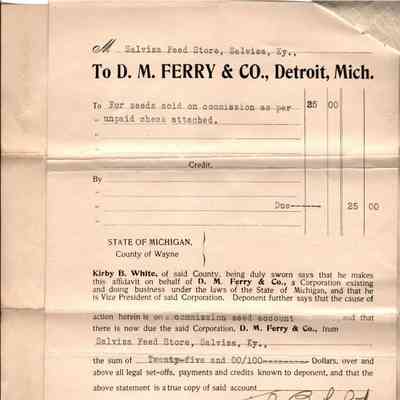 M Salvisa Feed Store, Salvisa, Ky.,
To D. M. FERRY & CO., Detroit, Mich.
To For seeds sold on commission as per 25 00
" unpaid check attached.
"
"
Credit.
By
"
" Due------ 25 00
"
STATE OF MICHIGAN,
County of Wayne
Kirby B. White, of said County, being duly sworn says that he makes
this affidavit on behalf of D. M. Ferry & Co., a Corporation existing
and doing business under the laws of the State of Michigan, and that he
is Vice President of said Corporation. Deponent further says that the cause of
action herein is on a commission seed account and that
there is now due the said Corporation, D. M. Ferry & Co., from
Salvisa Feed Store, Salvisa, Ky.,
the sum of Twenty-five and 00/100--------- Dollars, over and
above all legal set-offs, payments and credits known to deponent, and that the
above statement is a true copy of said account